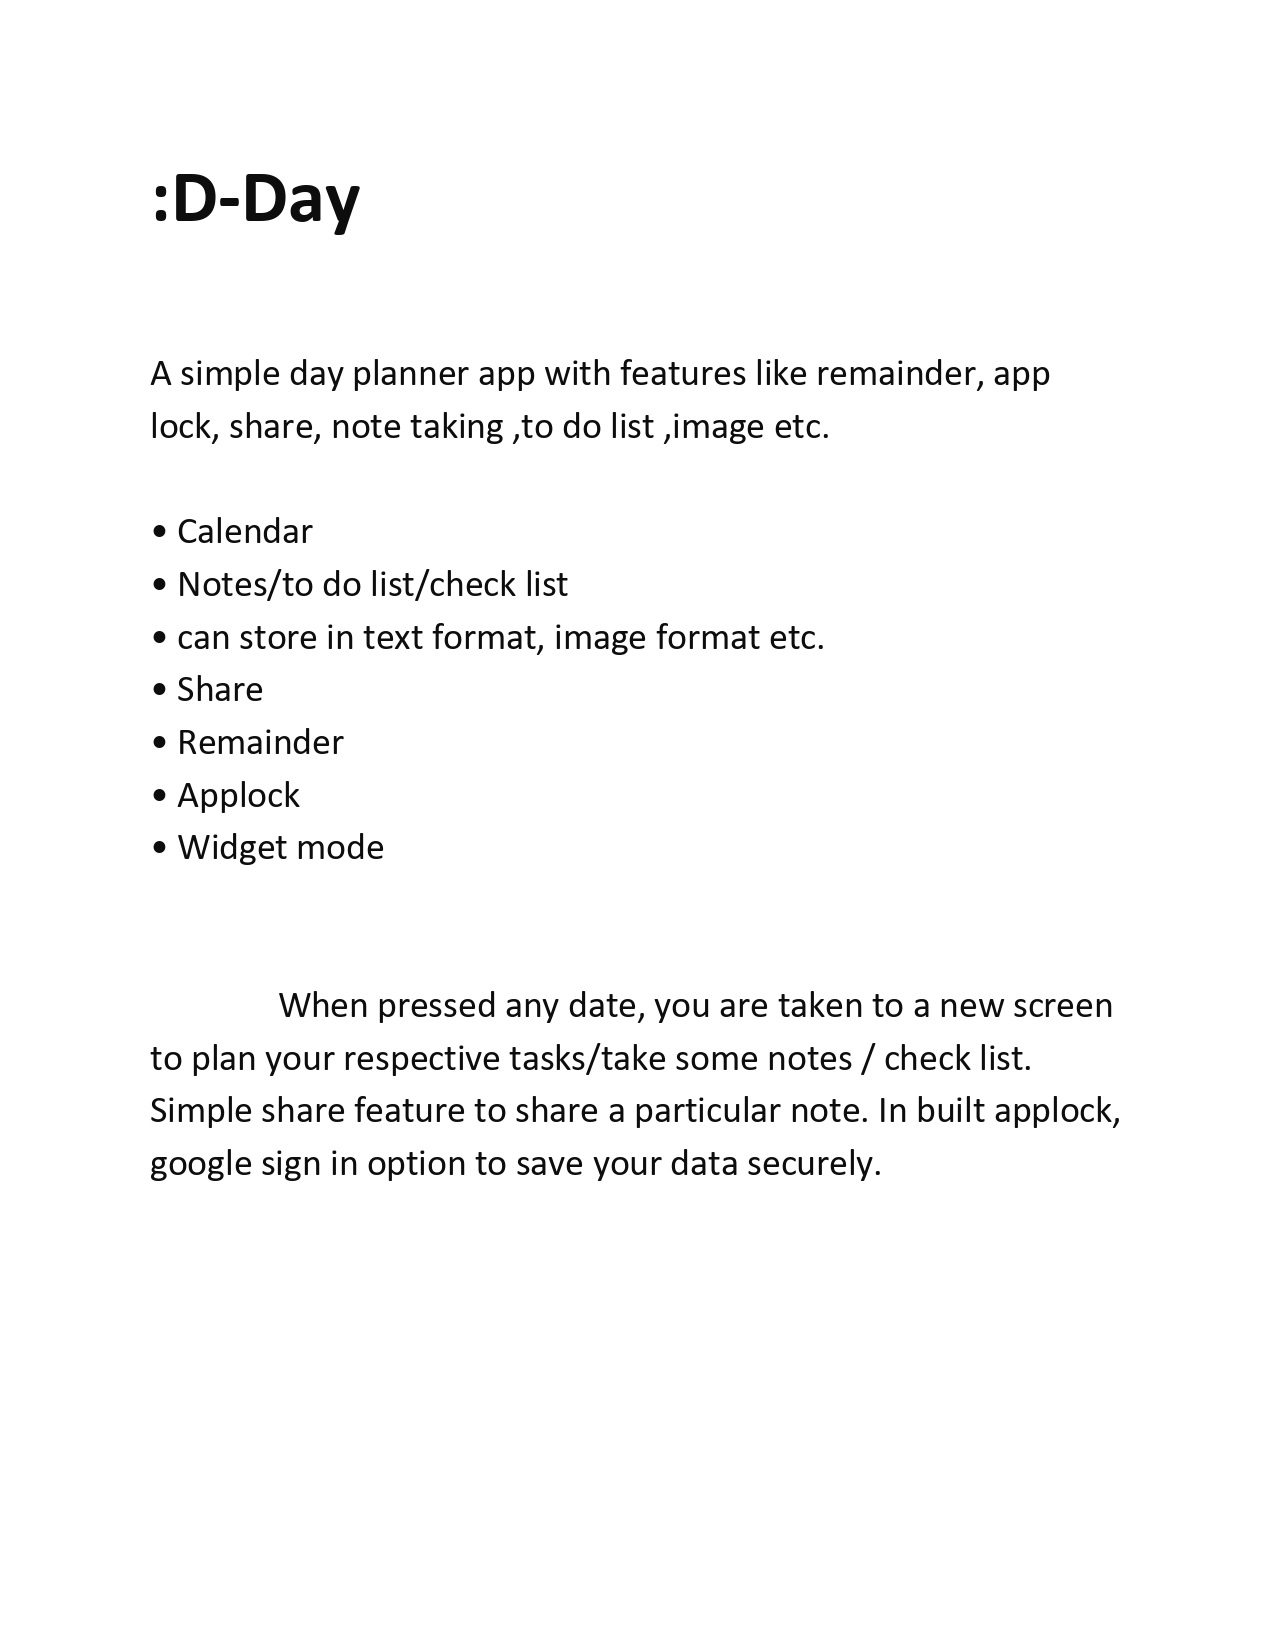 :D-Day
A simple day planner app with features like remainder, app
lock, share, note taking ,to do list ,image etc.
• Calendar
• Notes/to do list/check list
• can store in text format, image format etc.
• Share
• Remainder
• Applock
• Widget mode
When pressed any date, you are taken to a new screen
to plan your respective tasks/take some notes / check list.
Simple share feature to share a particular note. In built applock,
google sign in option to save your data securely.